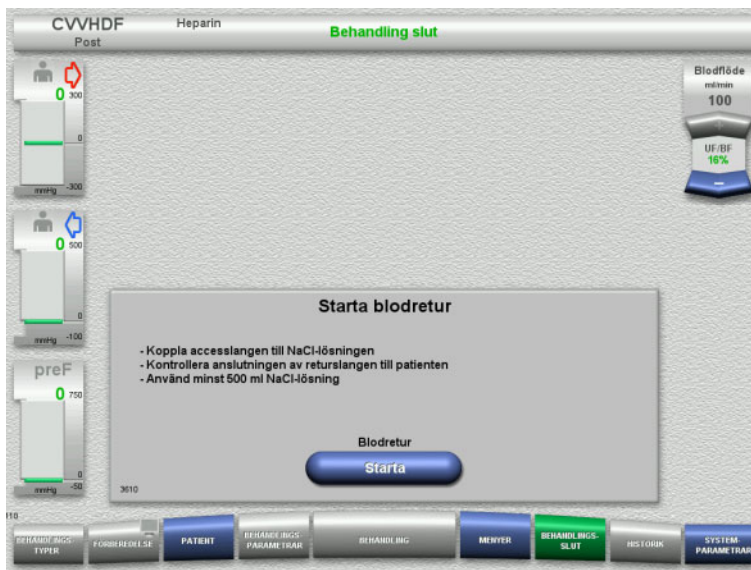 CVVHDF
Post
Heparin
Behandling slut
0
300
0
-300
mmHg
0
500
0
-100
mmHg
preF
0
750
0
-50
mmHg
Blodflöde
ml/min
100
UF/BF
16%
Starta blodretur
- Koppla accesslangen till NaCl-lösningen
- Kontrollera anslutningen av returslangen till patienten
- Använd minst 500 ml NaCl-lösning
Blodretur
Starta
3610
BEHANDLINGS-
TYPER
FÖRBEREDELSE
PATIENT
BEHANDLINGS-
PARAMETRAR
BEHANDLING
MENYER
BEHANDLINGS-
SLUT
HISTORIK
SYSTEM-
PARAMETRAR